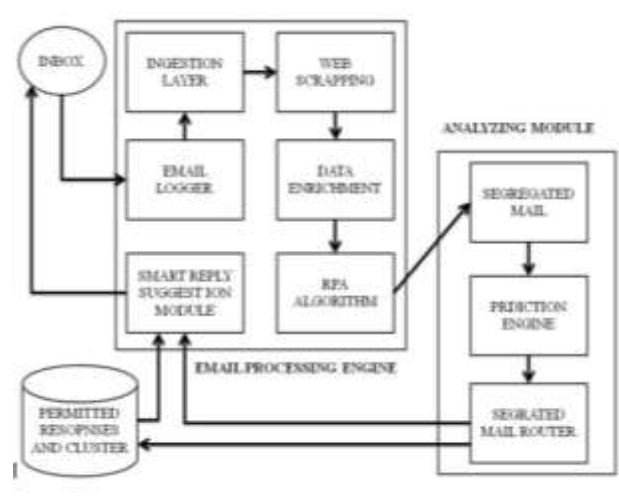 INBOX
INGESTION
LAYER
WEB
SCRAPPING
EMAIL
LOGGER
DATA
ENRICHMENT
SMART REPLY
SUGGESTION
MODULE
RPA
ALGORITHM
EMAIL PROCESSING ENGINE
ANALYZING MODULE
SEGREGATED
MAIL
PRDICTION
ENGINE
SEGRATED
MAIL ROUTER
PERMITTED
RESOPNSES
AND CLUSTER